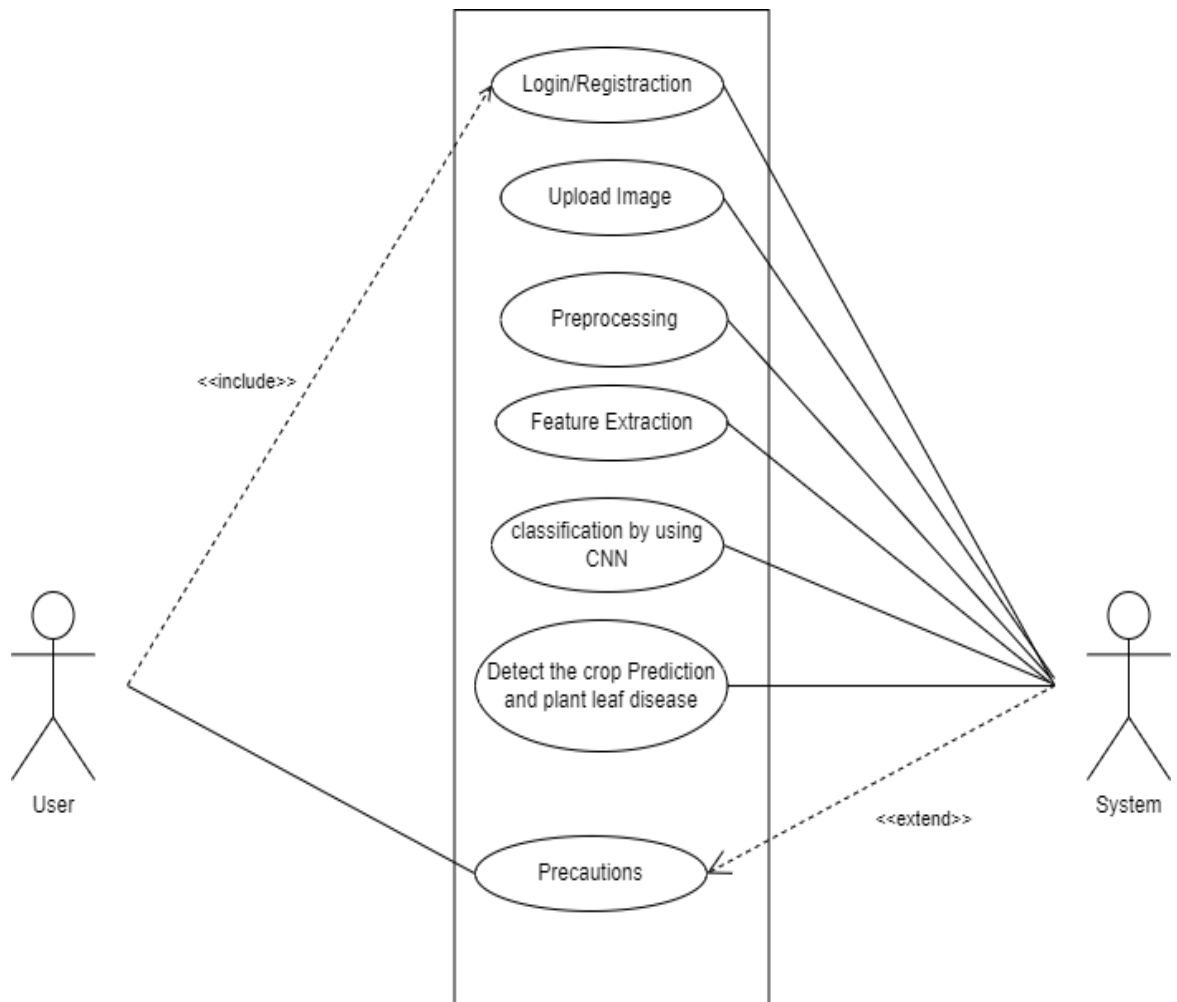 Login/Registraction
Upload Image
Preprocessing
<<include>>
Feature Extraction
classification by using
CNN
Detect the crop Prediction
and plant leaf disease
User
System
<<extend>>
Precautions